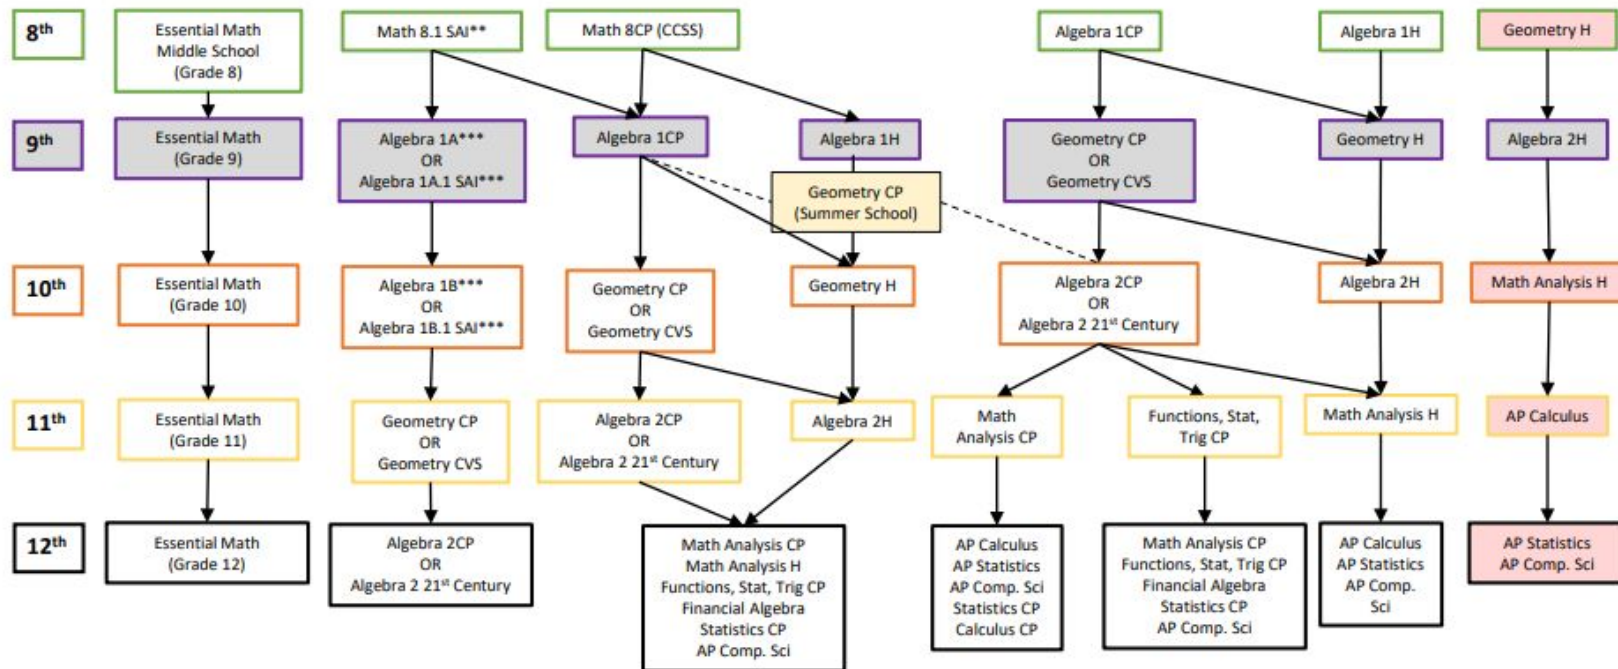 8th
Essential Math
Middle School
(Grade 8)
Math 8.1 SAI**
Math 8CP (CCSS)
Algebra 1CP
Algebra 1H
Geometry H
9th
Essential Math
(Grade 9)
Algebra 1A***
OR
Algebra 1A.1 SAI***
Algebra 1CP
Algebra 1H
Geometry CP
OR
Geometry CVS
Geometry H
Algebra 2H
Geometry CP
(Summer School)
10th
Essential Math
(Grade 10)
Algebra 1B***
OR
Algebra 1B.1 SAI***
Geometry CP
OR
Geometry CVS
Geometry H
Algebra 2CP
OR
Algebra 2 21st Century
Algebra 2H
Math Analysis H
11th
Essential Math
(Grade 11)
Geometry CP
OR
Geometry CVS
Algebra 2CP
OR
Algebra 2 21st Century
Algebra 2H
Math
Analysis CP
Functions, Stat,
Trig CP
Math Analysis H
AP Calculus
12th
Essential Math
(Grade 12)
Algebra 2CP
OR
Algebra 2 21st Century
Math Analysis CP
Math Analysis H
Functions, Stat, Trig CP
Financial Algebra
Statistics CP
AP Comp. Sci
AP Calculus
AP Statistics
AP Comp. Sci
Statistics CP
Calculus CP
Math Analysis CP
Functions, Stat, Trig CP
Financial Algebra
Statistics CP
AP Comp. Sci
AP Calculus
AP Statistics
AP Comp.
Sci
AP Statistics
AP Comp. Sci